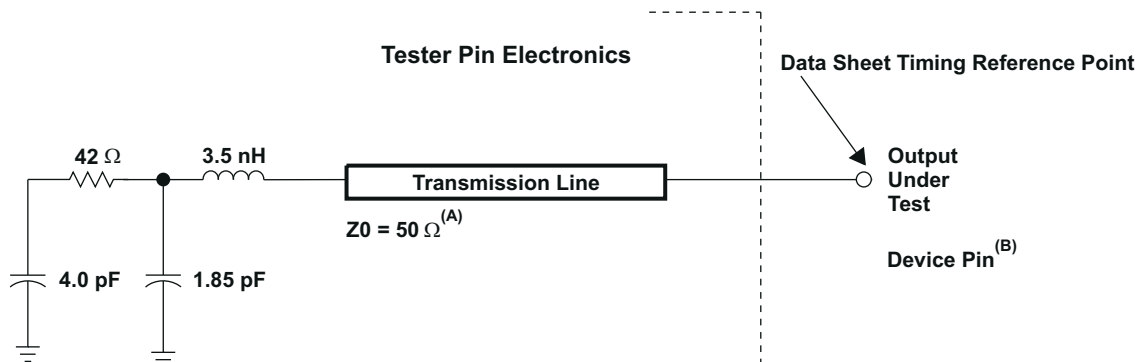 Tester Pin Electronics
Data Sheet Timing Reference Point
42 Ω
3.5 nH
Transmission Line
Output
Under
Test
Z0 = 50 Ω(A)
Device Pin(B)
4.0 pF
1.85 pF